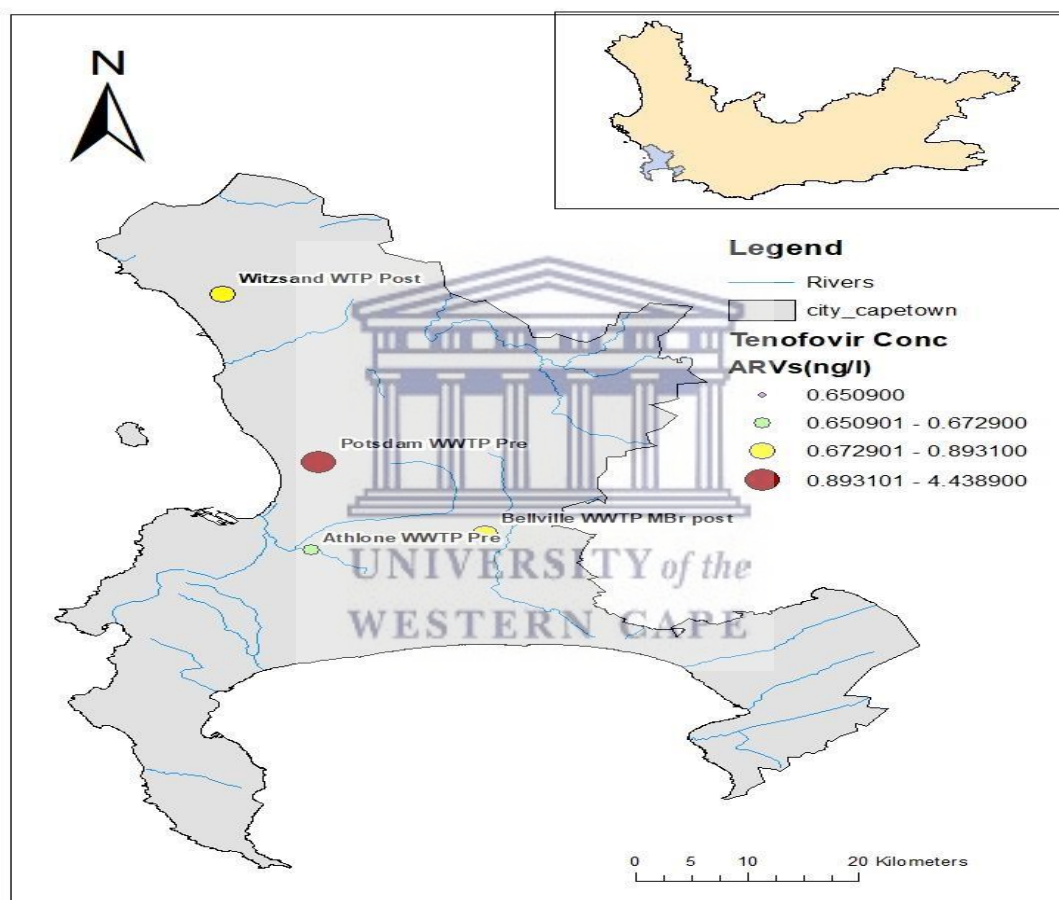 N
Legend
Rivers
city_capetown
Tenofovir Conc
ARVs(ng/l)
0.650900
0.650901 - 0.672900
0.672901 - 0.893100
0.893101 - 4.438900
Witzsand WTP Post
Potsdam WWTP Pre
Bellville WWTP MBr post
Athlone WWTP Pre
UNIVERSITY of the
WESTERN CAPE
0 5 10 20 Kilometers